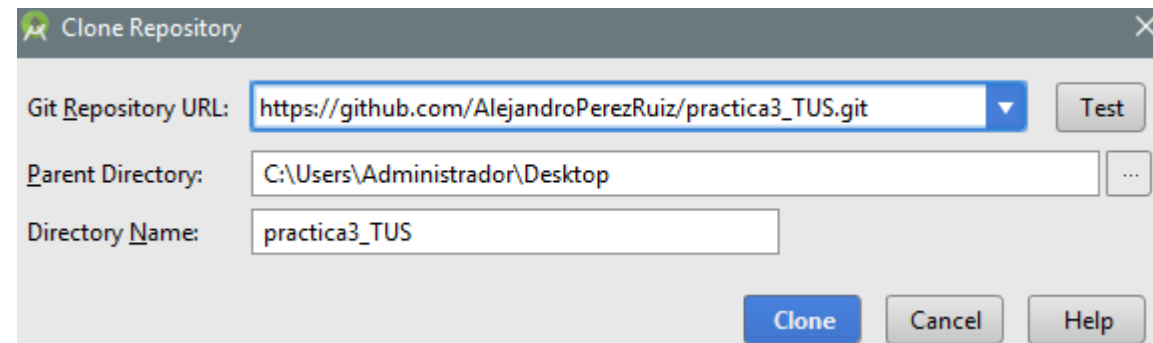 Clone Repository
Git Repository URL: https://github.com/AlejandroPerezRuiz/practica3_TUS.git Test
Parent Directory: C:\Users\Administrador\Desktop ...
Directory Name: practica3_TUS
Clone Cancel Help